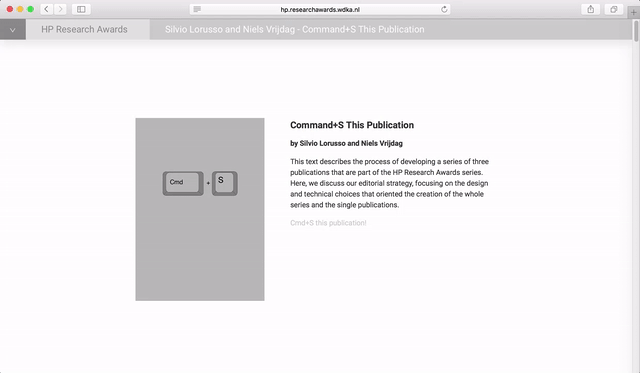 hp.researchawards.wdka.nl
HP Research Awards
Silvio Lorusso and Niels Vrijdag - Command+S This Publication
Cmd + S
Command+S This Publication
by Silvio Lorusso and Niels Vrijdag
This text describes the process of developing a series of three
publications that are part of the HP Research Awards series.
Here, we discuss our editorial strategy, focusing on the design
and technical choices that oriented the creation of the whole
series and the single publications.
Cmd+S this publication!